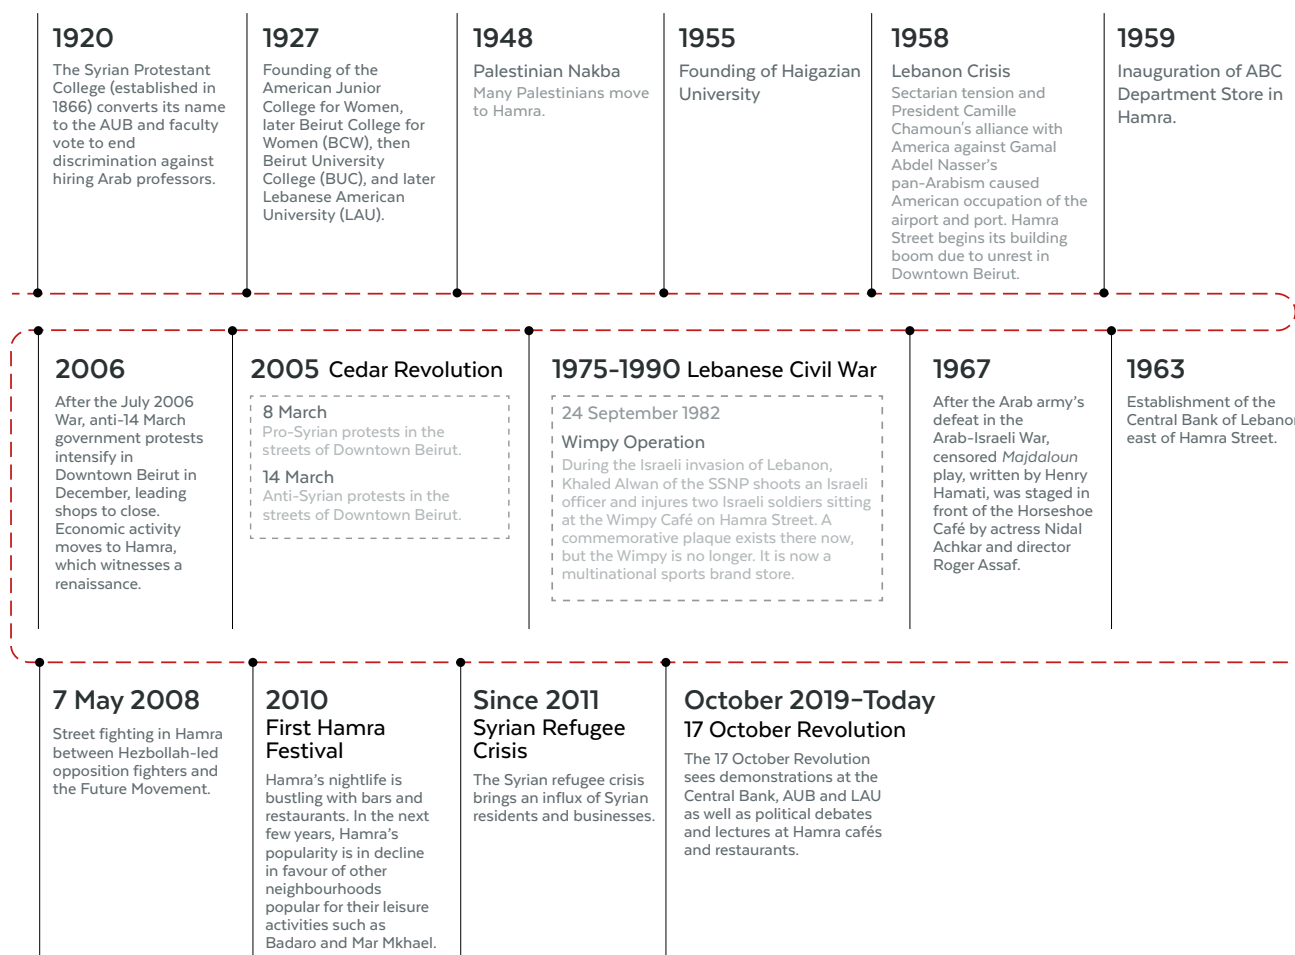 1920
The Syrian Protestant
College (established in
1866) converts its name
to the AUB and faculty
vote to end
discrimination against
hiring Arab professors.
1927
Founding of the
American Junior
College for Women,
later Beirut College for
Women (BCW), then
Beirut University
College (BUC), and later
Lebanese American
University (LAU).
1948
Palestinian Nakba
Many Palestinians move
to Hamra.
1955
Founding of Haigazian
University
1958
Lebanon Crisis
Sectarian tension and
President Camille
Chamoun's alliance with
America against Gamal
Abdel Nasser's
pan-Arabism caused
American occupation of the
airport and port. Hamra
Street begins its building
boom due to unrest in
Downtown Beirut.
1959
Inauguration of ABC
Department Store in
Hamra.
2006
After the July 2006
War, anti-14 March
government protests
intensify in
Downtown Beirut in
December, leading
shops to close.
Economic activity
moves to Hamra,
which witnesses a
renaissance.
2005 Cedar Revolution
8 March
Pro-Syrian protests in the
streets of Downtown Beirut.
14 March
Anti-Syrian protests in the
streets of Downtown Beirut.
1975-1990 Lebanese Civil War
24 September 1982
Wimpy Operation
During the Israeli invasion of Lebanon,
Khaled Alwan of the SSNP shoots an Israeli
officer and injures two Israeli soldiers sitting
at the Wimpy Café on Hamra Street. A
commemorative plaque exists there now,
but the Wimpy is no longer. It is now a
multinational sports brand store.
1967
After the Arab army's
defeat in the
Arab-Israeli War,
censored Majdaloun
play, written by Henry
Hamati, was staged in
front of the Horseshoe
Café by actress Nidal
Achkar and director
Roger Assaf.
1963
Establishment of the
Central Bank of Lebanon
east of Hamra Street.
7 May 2008
Street fighting in Hamra
between Hezbollah-led
opposition fighters and
the Future Movement.
2010
First Hamra
Festival
Hamra's nightlife is
bustling with bars and
restaurants. In the next
few years, Hamra's
popularity is in decline
in favour of other
neighbourhoods
popular for their leisure
activities such as
Badaro and Mar Mkhael.
Since 2011
Syrian Refugee
Crisis
The Syrian refugee crisis
brings an influx of Syrian
residents and businesses.
October 2019–Today
17 October Revolution
The 17 October Revolution
sees demonstrations at the
Central Bank, AUB and LAU
as well as political debates
and lectures at Hamra cafés
and restaurants.